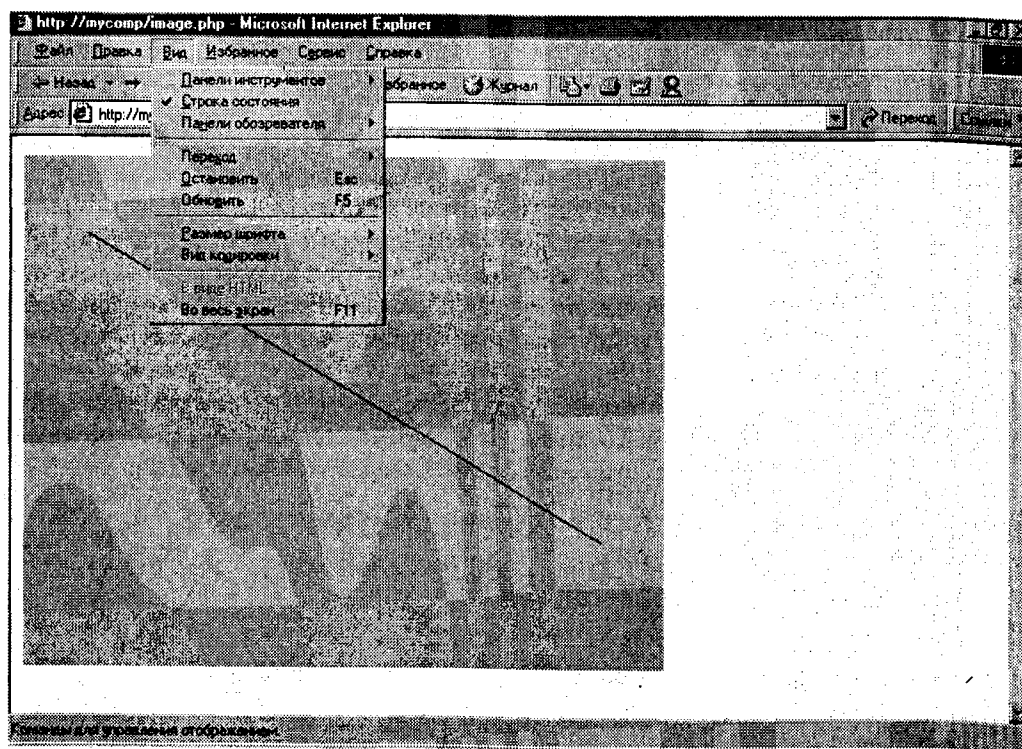 http //mycomp/image.php - Microsoft Internet Explorer
Файл Правка Вид Избранное Сервис Справка
Назад Избранное Журнал
Адрес http://my Переход Ссылки
Панели инструментов
✓ Строка состояния
Панели обозревателя
Переход
Остановить Esc
Обновить F5
Размер шрифта
Вид кодировки
В виде HTML
Во весь экран F11
Команды для управления отображением.